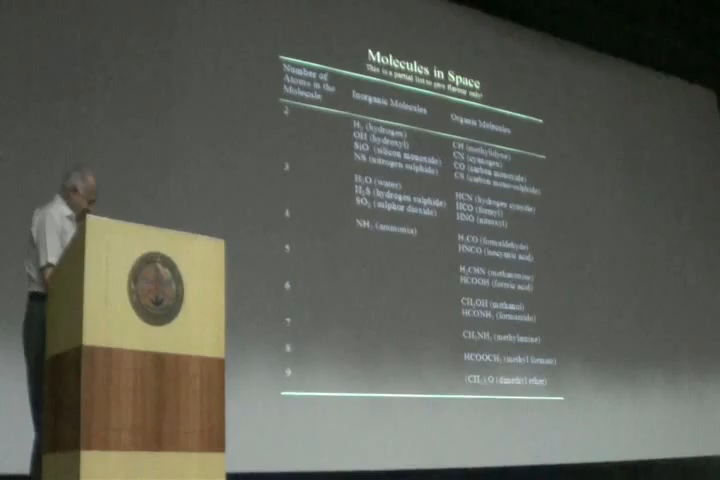 Molecules in Space
This is a partial list to give flavour only!
Number of
Atoms in the
Molecule
Inorganic Molecules
Organic Molecules
2
H₂ (hydrogen)
CH (methylidyne)
OH (hydroxyl)
CN (cyanogen)
SiO (silicon monoxide)
CO (carbon monoxide)
NS (nitrogen sulphide)
CS (carbon mono-sulphide)
3
H₂O (water)
HCN (hydrogen cyanide)
H₂S (hydrogen sulphide)
HCO (formyl)
SO₂ (sulphur dioxide)
HNO (nitroxyl)
4
NH₃ (ammonia)
H₂CO (formaldehyde)
HNCO (isocyanic acid)
5
H₂CHN (methanimine)
HCOOH (formic acid)
6
CH₃OH (methanol)
HCONH₂ (formamide)
7
CH₃NH₂ (methylamine)
8
HCOOCH₃ (methyl formate)
9
(CH₃)₂O (dimethyl ether)